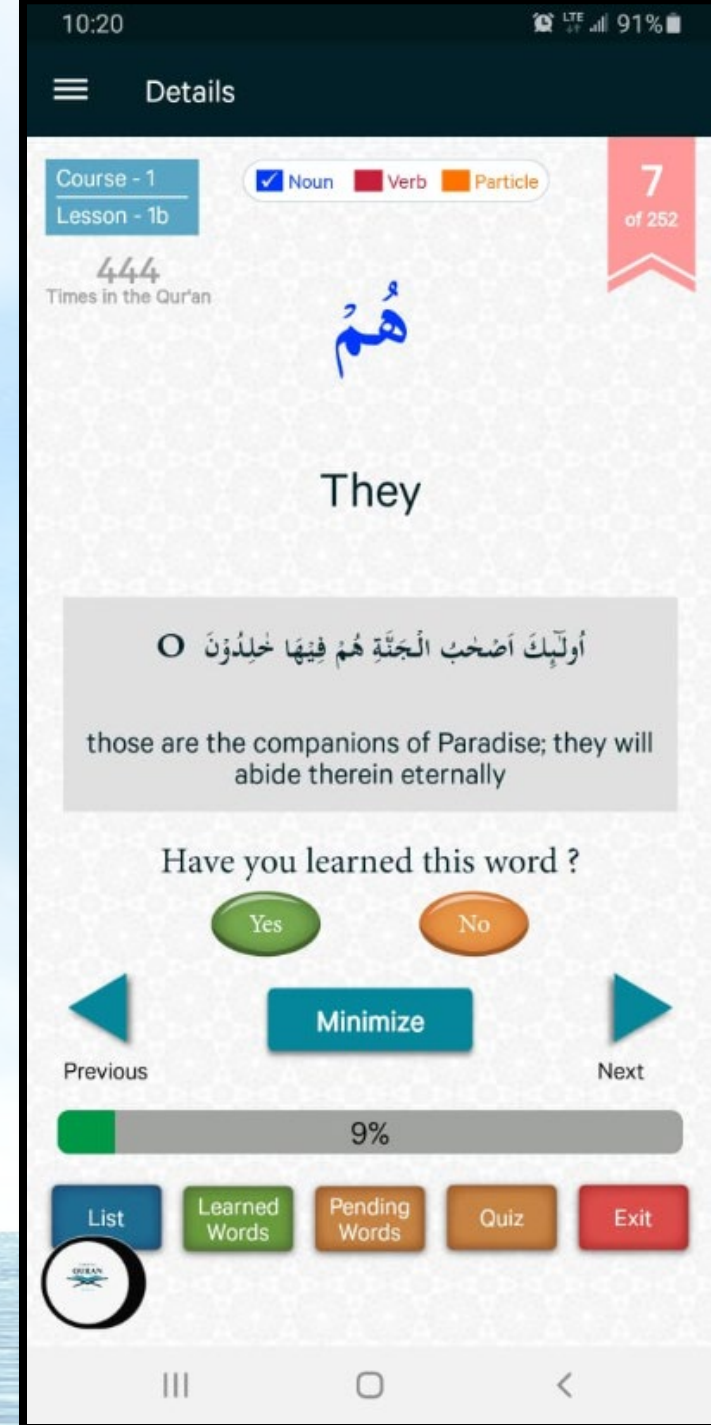 10:20 LTE 91%
Details
Course - 1
Lesson - 1b
Noun Verb Particle
7
of 252
444
Times in the Qur'an
هُمْ
They
اُولٰٓئِكَ اَصْحٰبُ الْجَنَّةِ هُمْ فِيْهَا خٰلِدُوْنَ O
those are the companions of Paradise; they will
abide therein eternally
Have you learned this word ?
Yes No
Minimize
Previous Next
9%
List Learned Words Pending Words Quiz Exit
QURAN